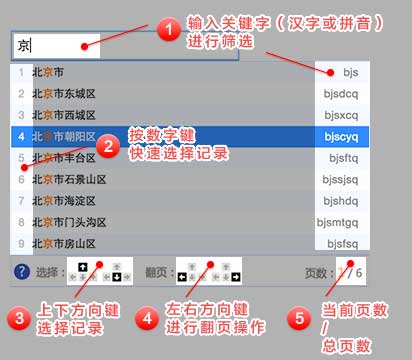 1 输入关键字（汉字或拼音）
进行筛选
京
1 北京市 bjs
2 北京市东城区 bjsdcq
3 北京市西城区 bjsxcq
4 北京市朝阳区 bjscyq
5 北京市丰台区 bjsftq
6 北京市石景山区 bjssjsq
7 北京市海淀区 bjshdq
8 北京市门头沟区 bjsmtgq
9 北京市房山区 bjsfsq
2 按数字键
快速选择记录
? 选择： 翻页： 页数：1/6
3 上下方向键
选择记录
4 左右方向键
进行翻页操作
5 当前页数
/
总页数